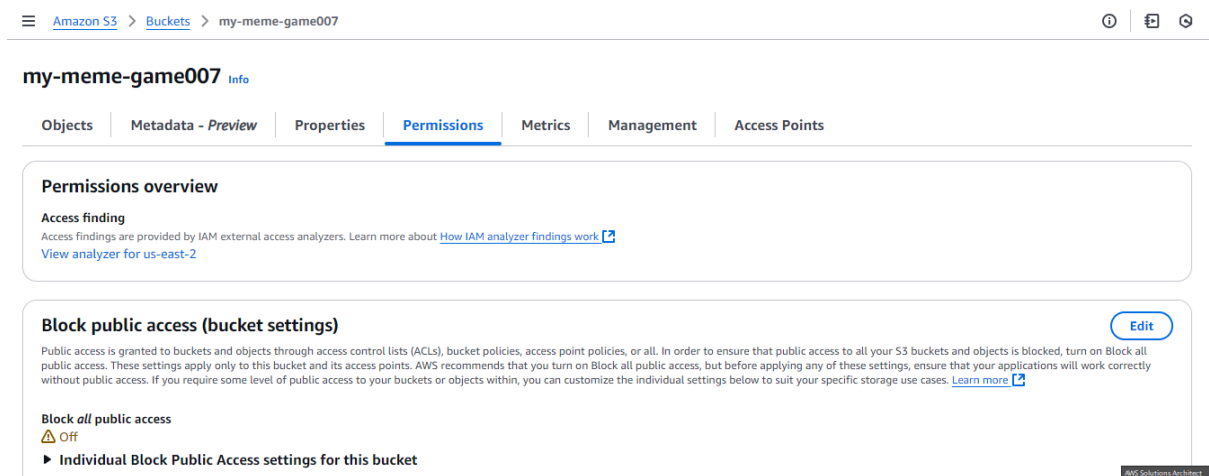 Amazon S3 > Buckets > my-meme-game007
my-meme-game007 Info
Objects Metadata - Preview Properties Permissions Metrics Management Access Points
Permissions overview
Access finding
Access findings are provided by IAM external access analyzers. Learn more about How IAM analyzer findings work
View analyzer for us-east-2
Block public access (bucket settings) Edit
Public access is granted to buckets and objects through access control lists (ACLs), bucket policies, access point policies, or all. In order to ensure that public access to all your S3 buckets and objects is blocked, turn on Block all
public access. These settings apply only to this bucket and its access points. AWS recommends that you turn on Block all public access, but before applying any of these settings, ensure that your applications will work correctly
without public access. If you require some level of public access to your buckets or objects within, you can customize the individual settings below to suit your specific storage use cases. Learn more
Block all public access
Off
Individual Block Public Access settings for this bucket
AWS Solutions Architect